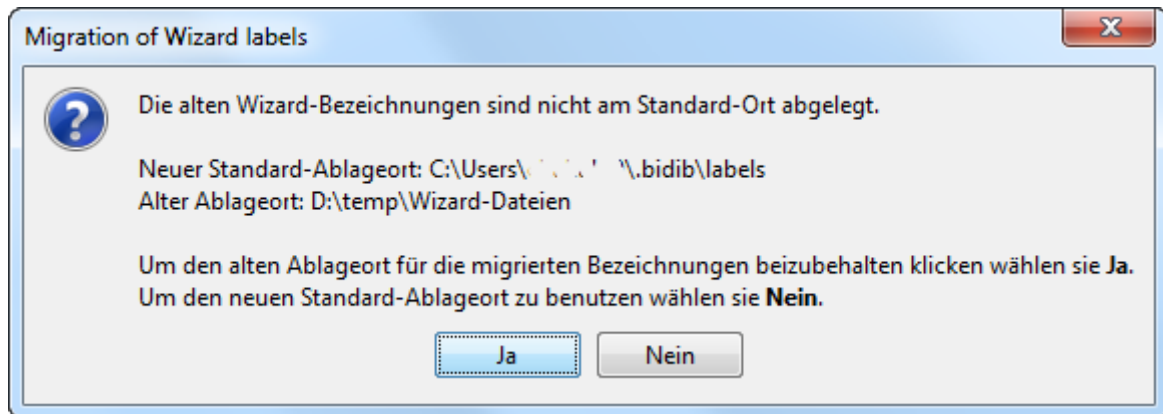 Migration of Wizard labels
Die alten Wizard-Bezeichnungen sind nicht am Standard-Ort abgelegt.
Neuer Standard-Ablageort: C:\Users\ \.bidib\labels
Alter Ablageort: D:\temp\Wizard-Dateien
Um den alten Ablageort für die migrierten Bezeichnungen beizubehalten klicken wählen sie Ja.
Um den neuen Standard-Ablageort zu benutzen wählen sie Nein.
Ja
Nein